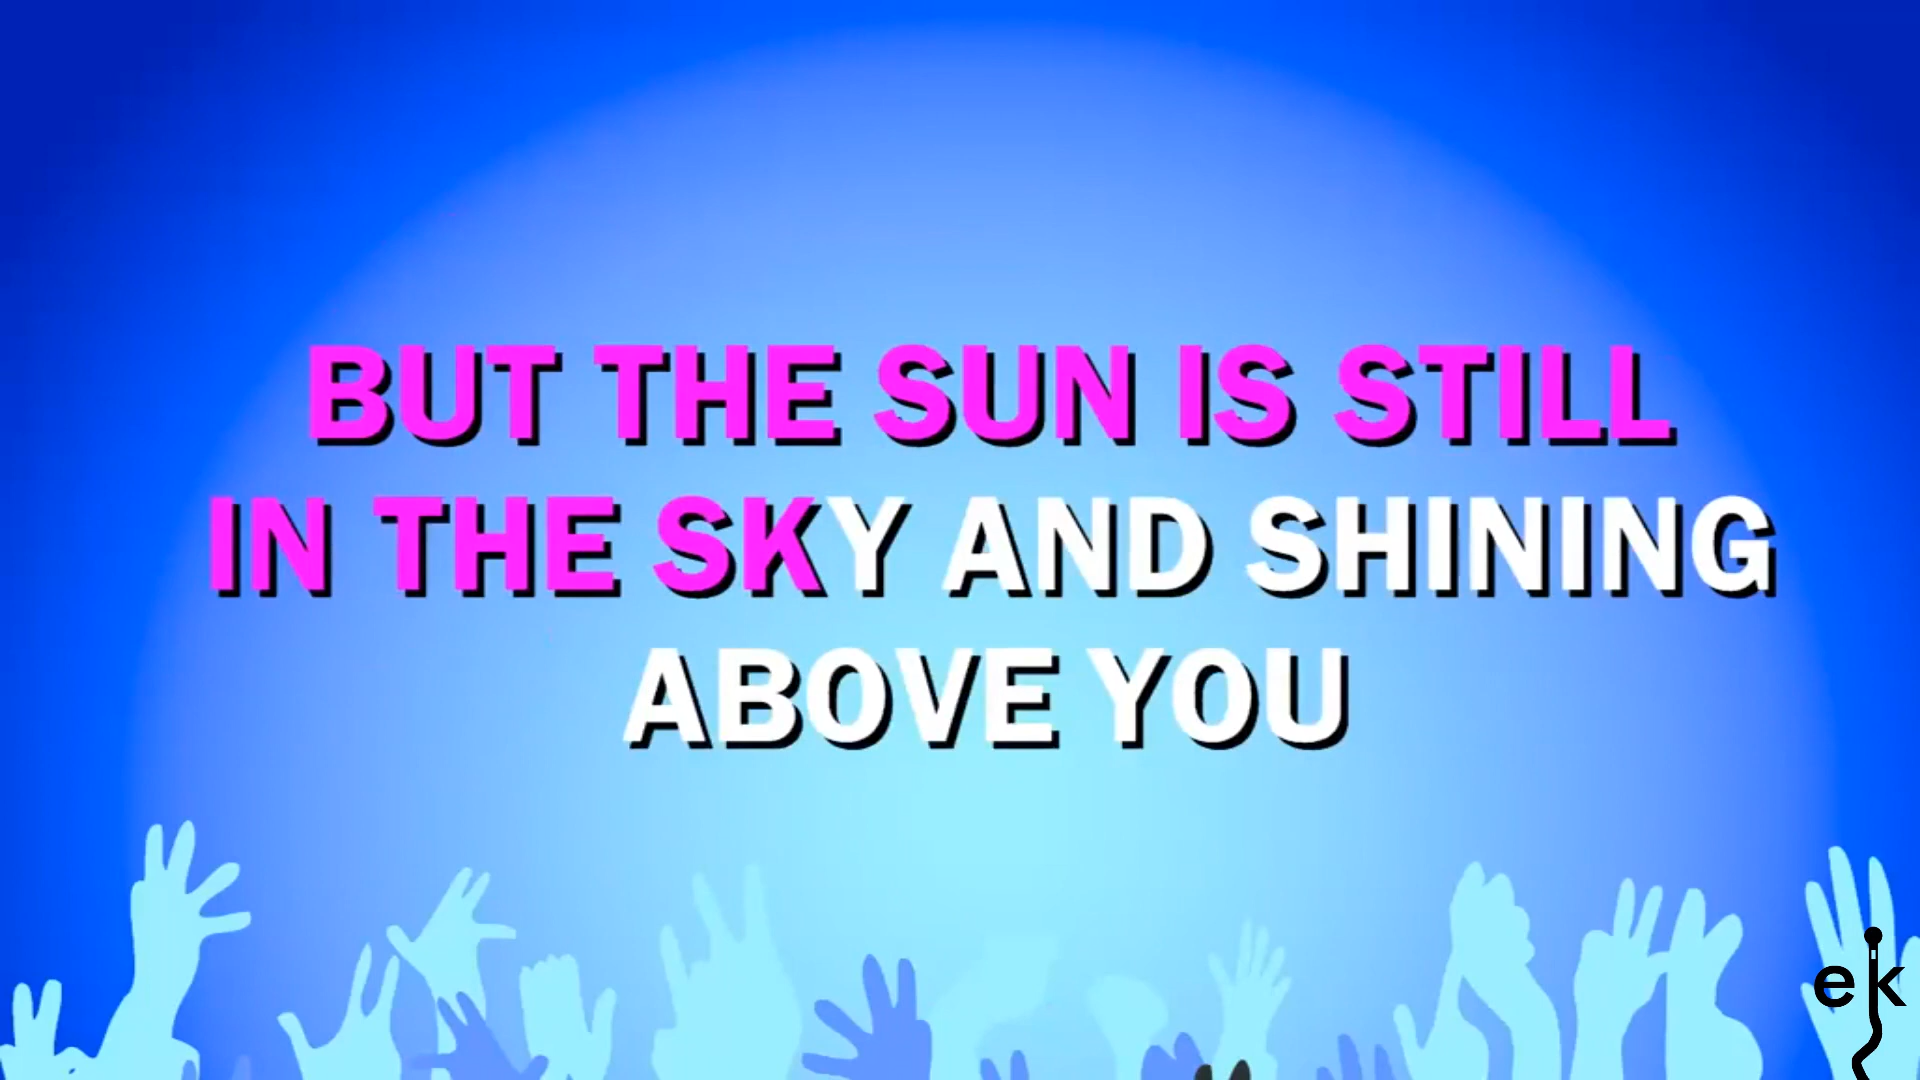 BUT THE SUN IS STILL
IN THE SKY AND SHINING
ABOVE YOU
ek